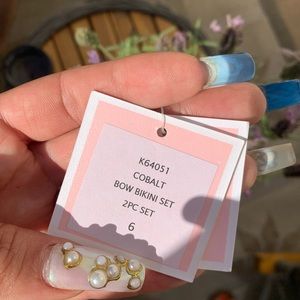 K64051
COBALT
BOW BIKINI SET
2PC SET
6